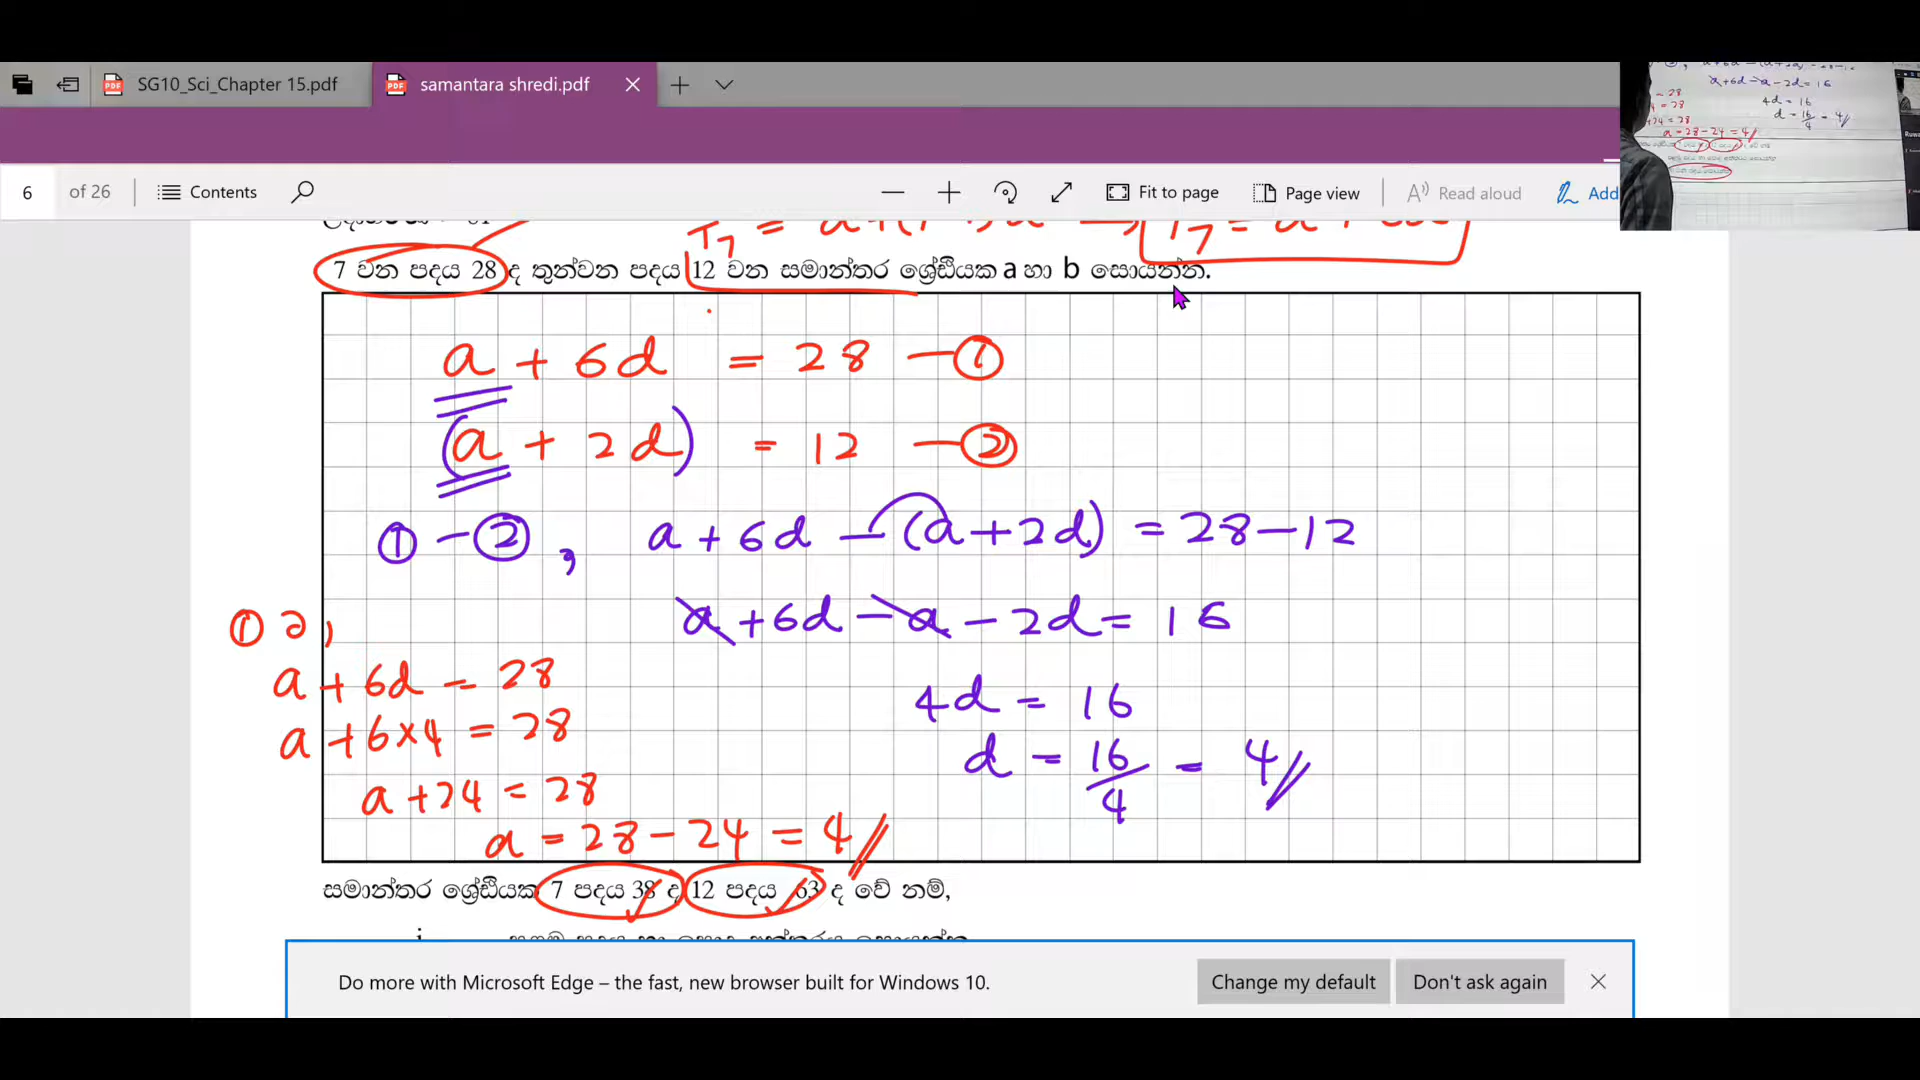 SG10_Sci_Chapter 15.pdf
samantara shredi.pdf
6 of 26 Contents Fit to page Page view Read aloud Add
7 වන පදය 28 ද තුන්වන පදය 12 වන සමාන්තර ශ්‍රේඪියක a හා b සොයන්න.
a + 6d = 28 — ①
(a + 2d) = 12 — ②
① - ②, a + 6d - (a + 2d) = 28 - 12
a + 6d - a - 2d = 16
4d = 16
d = 16/4 = 4
① ට,
a + 6d = 28
a + 6×4 = 28
a + 24 = 28
a = 28 - 24 = 4
සමාන්තර ශ්‍රේඪියක 7 පදය 38 ද 12 පදය 63 ද වේ නම්,
Do more with Microsoft Edge – the fast, new browser built for Windows 10.
Change my default
Don't ask again